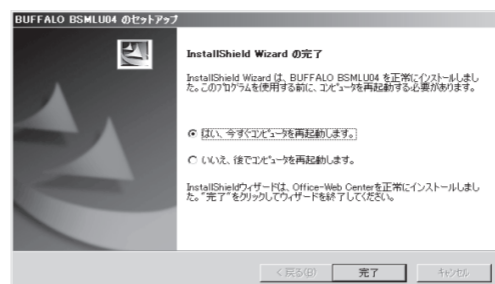 BUFFALO BSMLU04 のセットアップ
InstallShield Wizard の完了
InstallShield Wizard は、BUFFALO BSMLU04 を正常にインストールしまし
た。このプログラムを使用する前に、コンピュータを再起動する必要があります。
はい、今すぐコンピュータを再起動します。
いいえ、後でコンピュータを再起動します。
InstallShieldウィザードは、Office-Web Centerを正常にインストールしまし
た。"完了"をクリックしてウィザードを終了してください。
< 戻る(B)
完了
キャンセル